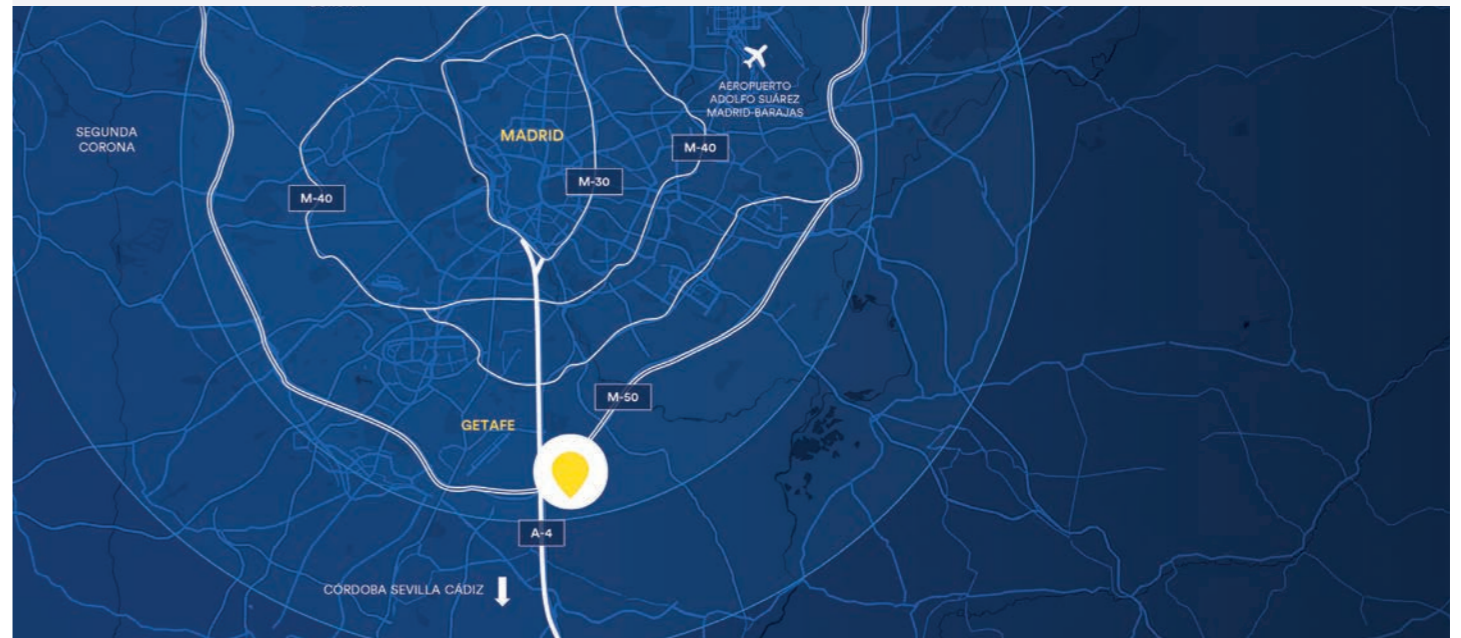 AEROPUERTO
ADOLFO SUÁREZ
MADRID-BARAJAS
SEGUNDA
CORONA
MADRID
M-40
M-30
M-40
M-50
GETAFE
A-4
CÓRDOBA SEVILLA CÁDIZ